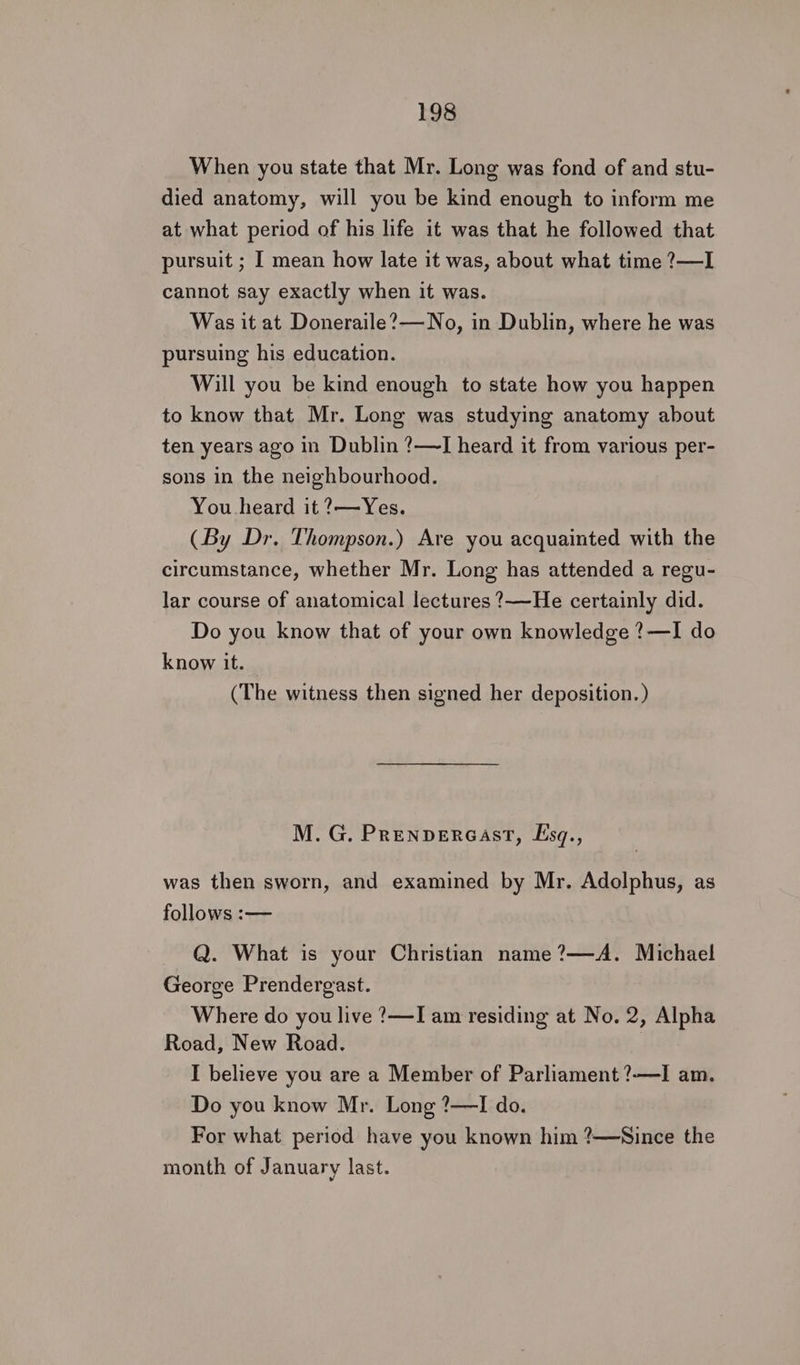 198
When you state that Mr. Long was fond of and stu-
died anatomy, will you be kind enough to inform me
at what period of his life it was that he followed that
pursuit ; I mean how late it was, about what time ?—I
cannot say exactly when it was.
Was it at Doneraile?—No, in Dublin, where he was
pursuing his education.
Will you be kind enough to state how you happen
to know that Mr. Long was studying anatomy about
ten years ago in Dublin ?—I heard it from various per-
sons in the neighbourhood.
You heard it ?—Yes.
(By Dr. Thompson.) Are you acquainted with the
circumstance, whether Mr. Long has attended a regu-
lar course of anatomical lectures ?—He certainly did.
Do you know that of your own knowledge ?—I do
know it.
(The witness then signed her deposition.)
M. G. PRENDERGAST, Esq.,
was then sworn, and examined by Mr. Adolphus, as
follows :—
Q. What is your Christian name ?—A. Michael
George Prendergast.
Where do you live ?—I am residing at No. 2, Alpha
Road, New Road.
I believe you are a Member of Parliament ?—I am.
Do you know Mr. Long ?—I do.
For what period have you known him ?—Since the
month of January last.